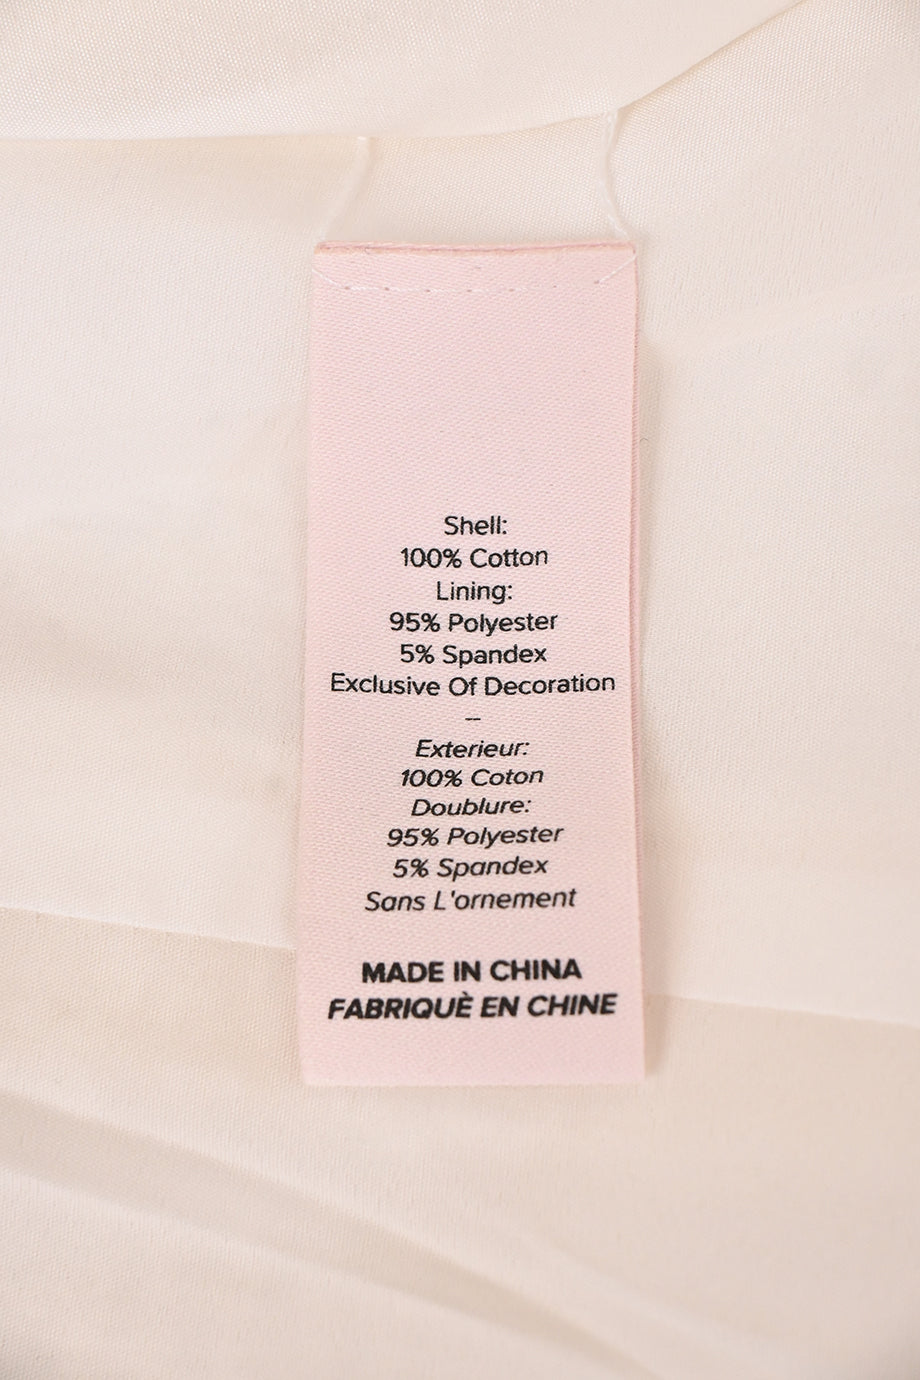 Shell:
100% Cotton
Lining:
95% Polyester
5% Spandex
Exclusive Of Decoration
–
Exterieur:
100% Coton
Doublure:
95% Polyester
5% Spandex
Sans L'ornement
MADE IN CHINA
FABRIQUÈ EN CHINE